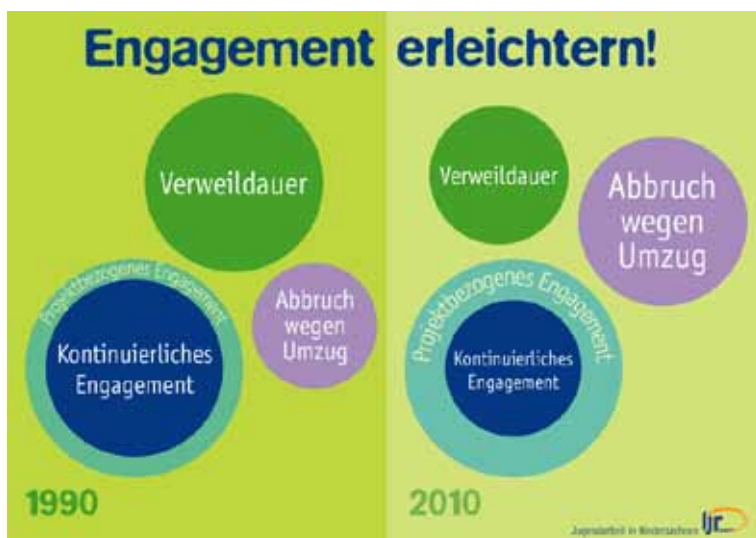 Engagement erleichtern!
Verweildauer
Projektbezogenes Engagement
Kontinuierliches
Engagement
Abbruch
wegen
Umzug
1990
Verweildauer
Abbruch
wegen
Umzug
Projektbezogenes Engagement
Kontinuierliches
Engagement
2010
Jugendarbeit in Niedersachsen ljr